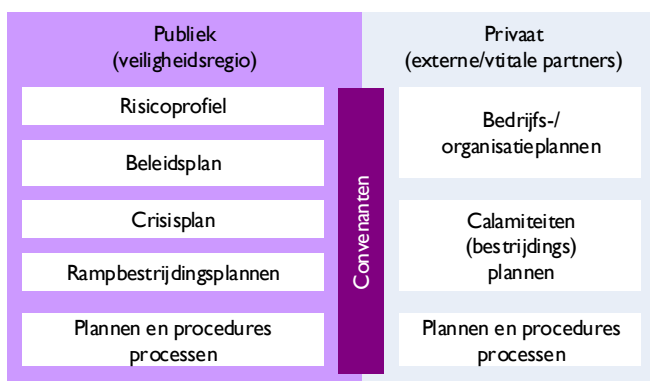 Publiek
(veiligheidsregio)
Risicoprofiel
Beleidsplan
Crisisplan
Rampbestrijdingsplannen
Plannen en procedures
processen
Convenanten
Privaat
(externe/vtitale partners)
Bedrijfs-/
organisatieplannen
Calamiteiten
(bestrijdings)
plannen
Plannen en procedures
processen